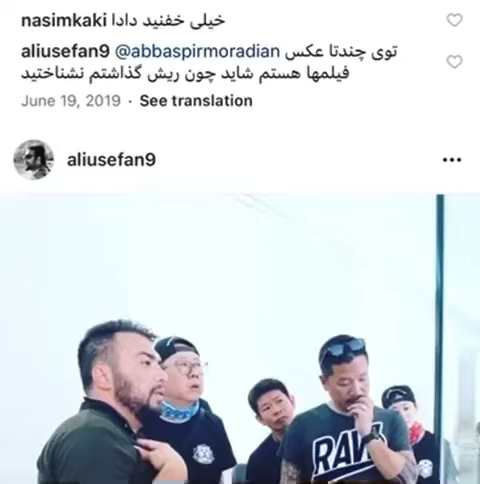 nasimkaki خیلی خفنید دادا
aliusefan9 @abbaspirmoradian توی چندتا عکس
فیلمها هستم شاید چون ریش گذاشتم نشناختید
June 19, 2019 · See translation
aliusefan9
RAW